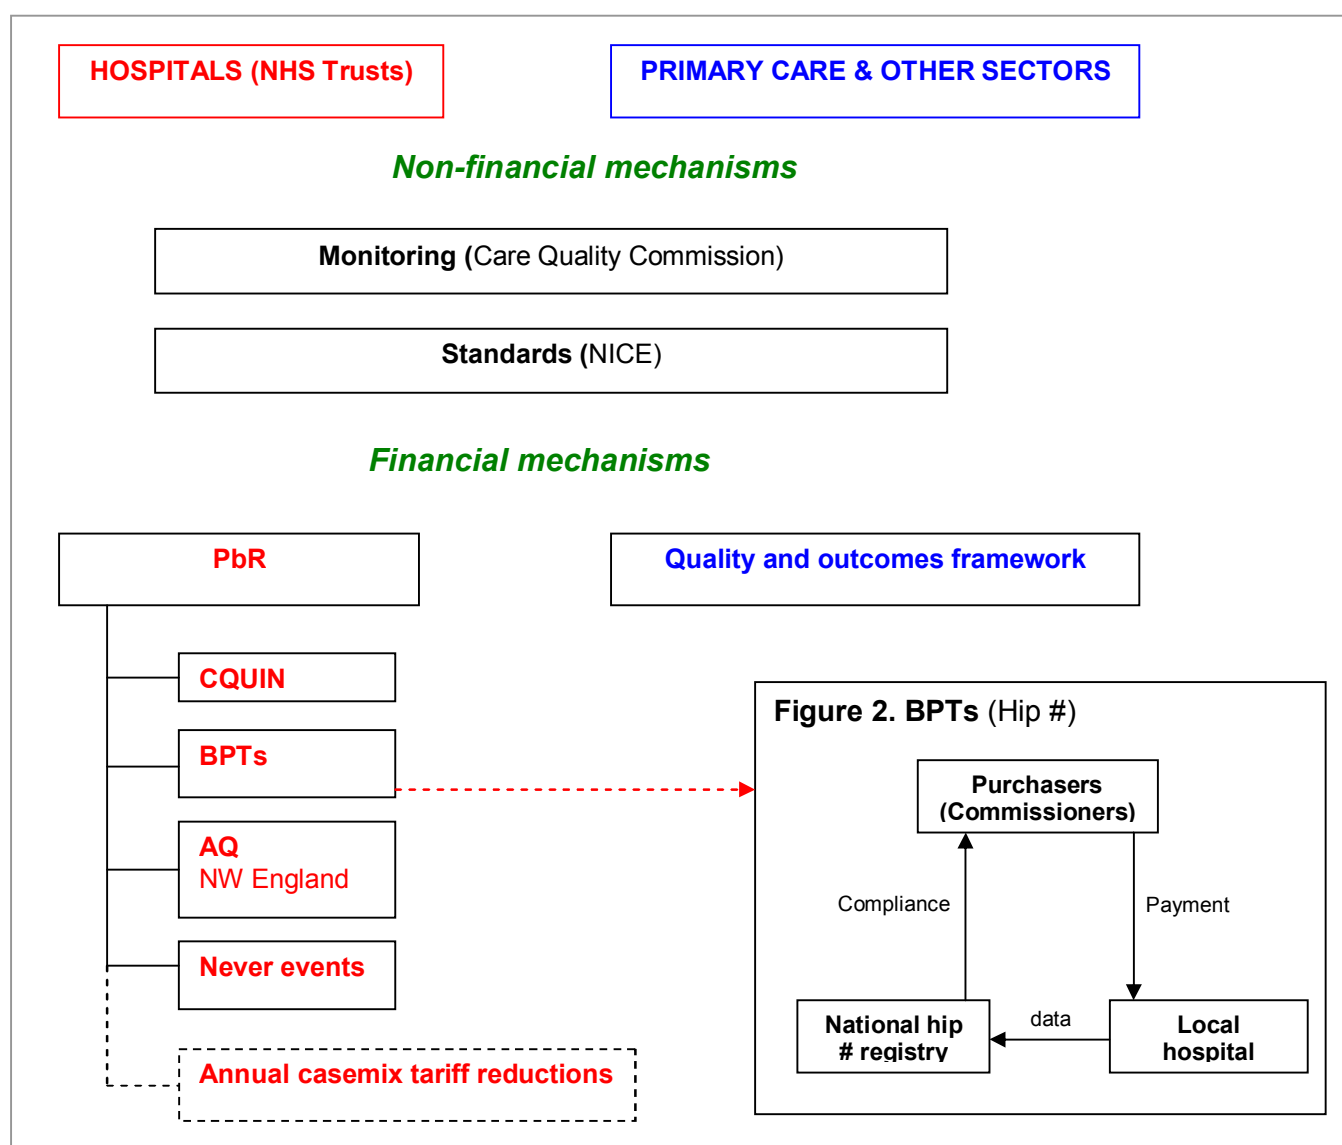 HOSPITALS (NHS Trusts)
PRIMARY CARE & OTHER SECTORS
Non-financial mechanisms
Monitoring (Care Quality Commission)
Standards (NICE)
Financial mechanisms
PbR
Quality and outcomes framework
CQUIN
BPTs
AQ
NW England
Never events
Annual casemix tariff reductions
Figure 2. BPTs (Hip #)
Purchasers
(Commissioners)
Compliance
Payment
National hip
# registry
data
Local
hospital